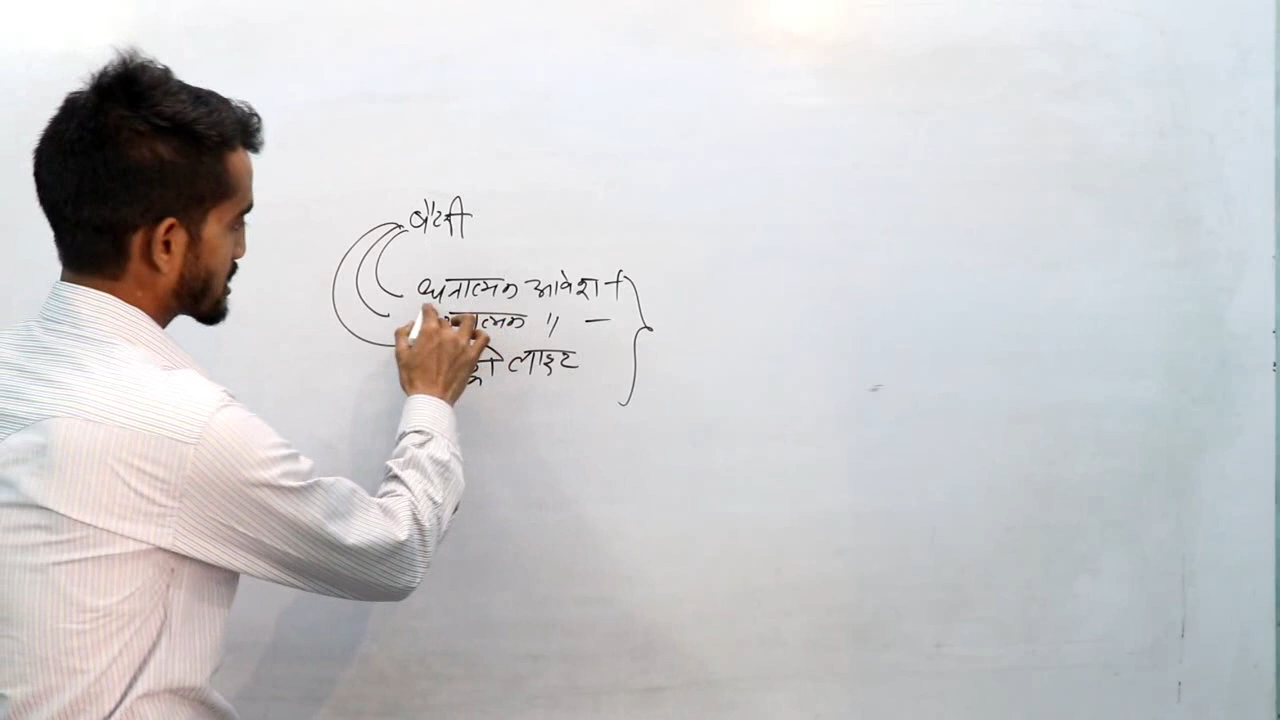 बैटरी
धनात्मक आवेश +
" –
लाइट